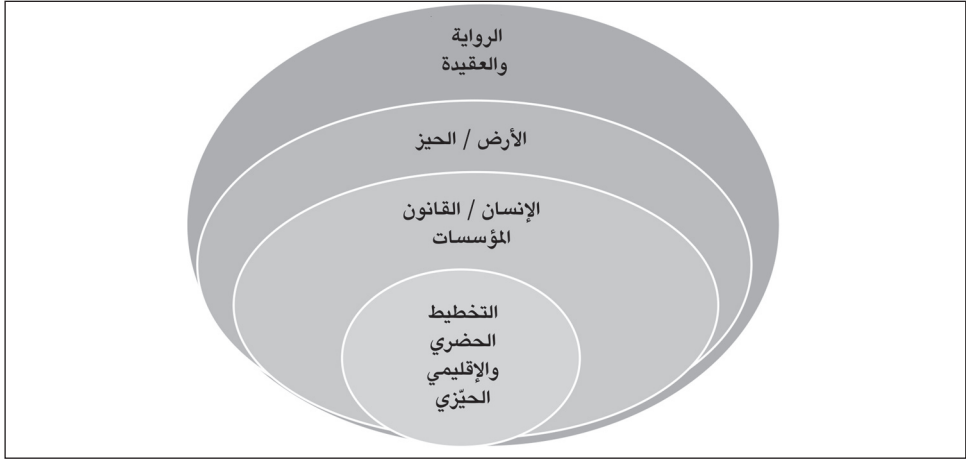 الرواية
والعقيدة
الأرض / الحيز
الإنسان / القانون
المؤسسات
التخطيط
الحضري
والإقليمي
الحيّزي